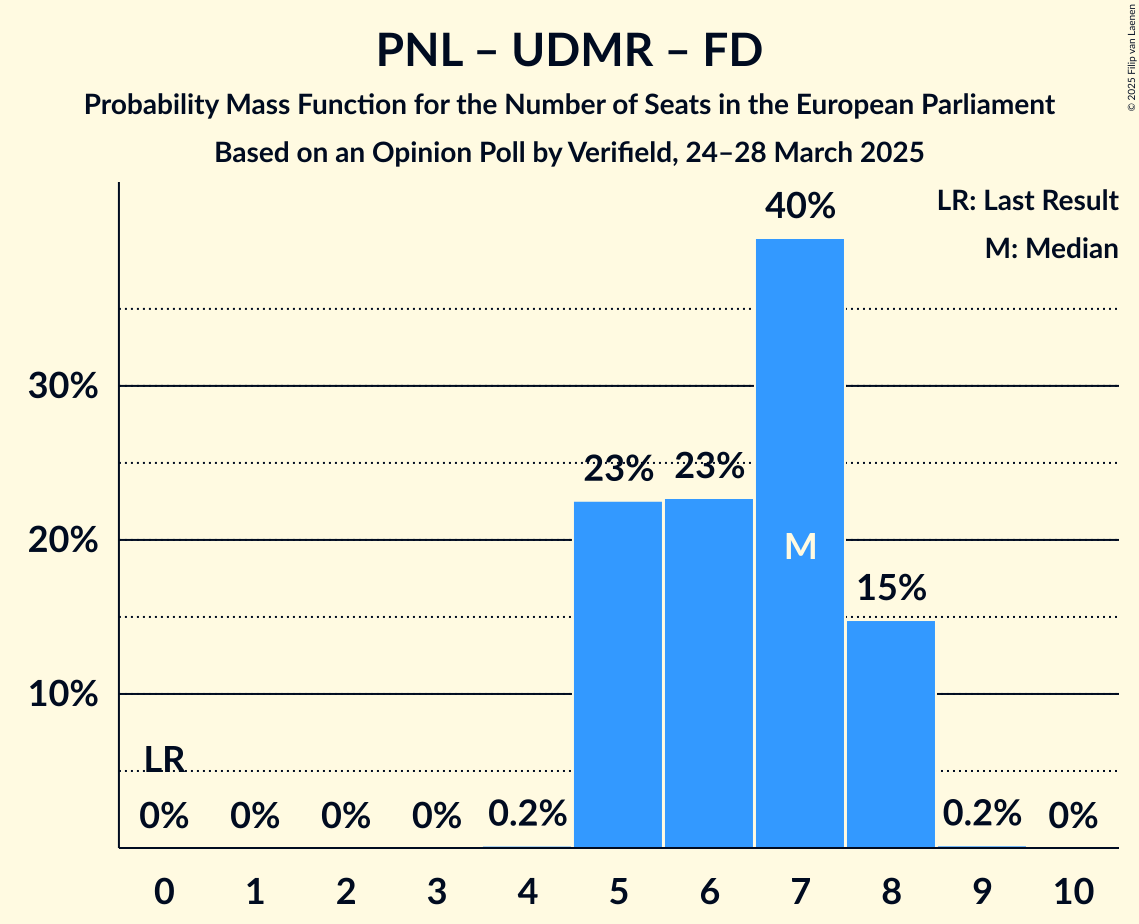 PNL – UDMR – FD
Probability Mass Function for the Number of Seats in the European Parliament
Based on an Opinion Poll by Verifield, 24–28 March 2025
© 2025 Filip van Laenen
LR: Last Result
M: Median
40%
30%
23% 23%
20%
M
15%
10%
LR
0% 0% 0% 0% 0.2% 0.2% 0%
0 1 2 3 4 5 6 7 8 9 10